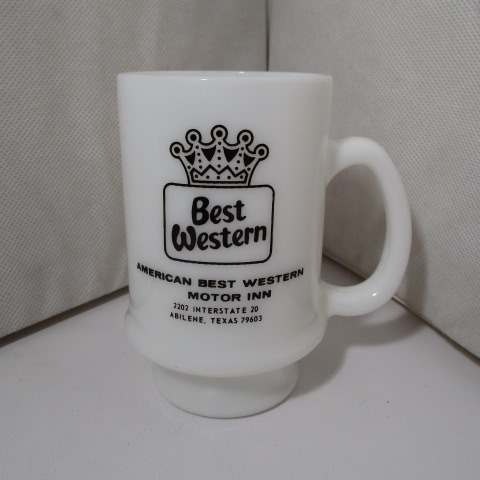 Best
Western
AMERICAN BEST WESTERN
MOTOR INN
2202 INTERSTATE 20
ABILENE, TEXAS 79603